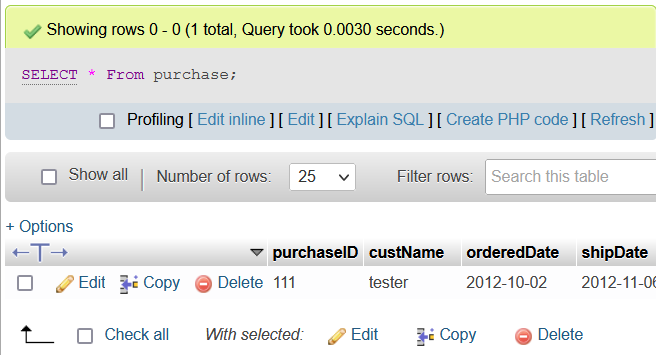 Showing rows 0 - 0 (1 total, Query took 0.0030 seconds.)
SELECT * From purchase;
Profiling [ Edit inline ] [ Edit ] [ Explain SQL ] [ Create PHP code ] [ Refresh ]
Show all | Number of rows: 25 Filter rows: Search this table
+ Options
←T→ purchaseID custName orderedDate shipDate
Edit Copy Delete 111 tester 2012-10-02 2012-11-06
Check all With selected: Edit Copy Delete